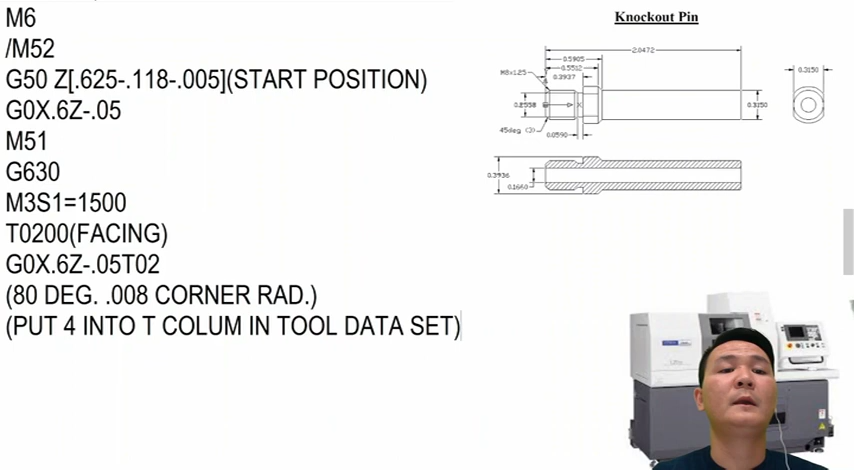 M6
/M52
G50 Z[.625-.118-.005](START POSITION)
G0X.6Z-.05
M51
G630
M3S1=1500
T0200(FACING)
G0X.6Z-.05T02
(80 DEG. .008 CORNER RAD.)
(PUT 4 INTO T COLUM IN TOOL DATA SET)
Knockout Pin
2.0472
0.5905
0.5512
0.3937
M8x1.25
0.2558
0.3150
0.3150
45deg (3)
0.0590
0.3936
0.1660